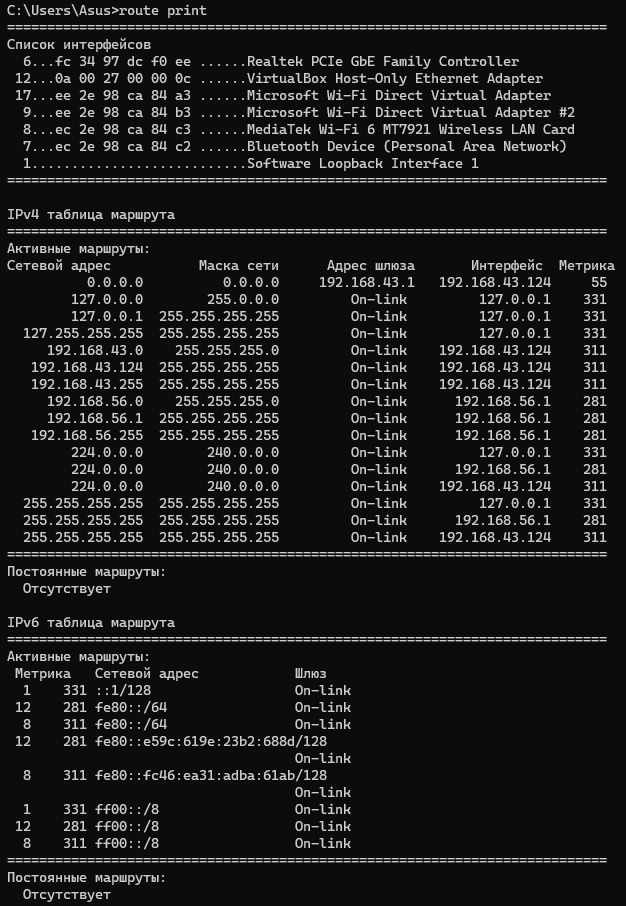 C:\Users\Asus>route print
===========================================================================
Список интерфейсов
  6...fc 34 97 dc f0 ee ......Realtek PCIe GbE Family Controller
 12...0a 00 27 00 00 0c ......VirtualBox Host-Only Ethernet Adapter
 17...ee 2e 98 ca 84 a3 ......Microsoft Wi-Fi Direct Virtual Adapter
  9...ee 2e 98 ca 84 b3 ......Microsoft Wi-Fi Direct Virtual Adapter #2
  8...ec 2e 98 ca 84 c3 ......MediaTek Wi-Fi 6 MT7921 Wireless LAN Card
  7...ec 2e 98 ca 84 c2 ......Bluetooth Device (Personal Area Network)
  1...........................Software Loopback Interface 1
===========================================================================
IPv4 таблица маршрута
===========================================================================
Активные маршруты:
Сетевой адрес           Маска сети      Адрес шлюза       Интерфейс  Метрика
          0.0.0.0          0.0.0.0     192.168.43.1   192.168.43.124     55
        127.0.0.0        255.0.0.0         On-link         127.0.0.1    331
        127.0.0.1  255.255.255.255         On-link         127.0.0.1    331
  127.255.255.255  255.255.255.255         On-link         127.0.0.1    331
     192.168.43.0    255.255.255.0         On-link    192.168.43.124    311
   192.168.43.124  255.255.255.255         On-link    192.168.43.124    311
   192.168.43.255  255.255.255.255         On-link    192.168.43.124    311
     192.168.56.0    255.255.255.0         On-link      192.168.56.1    281
     192.168.56.1  255.255.255.255         On-link      192.168.56.1    281
   192.168.56.255  255.255.255.255         On-link      192.168.56.1    281
        224.0.0.0        240.0.0.0         On-link         127.0.0.1    331
        224.0.0.0        240.0.0.0         On-link      192.168.56.1    281
        224.0.0.0        240.0.0.0         On-link    192.168.43.124    311
  255.255.255.255  255.255.255.255         On-link         127.0.0.1    331
  255.255.255.255  255.255.255.255         On-link      192.168.56.1    281
  255.255.255.255  255.255.255.255         On-link    192.168.43.124    311
===========================================================================
Постоянные маршруты:
  Отсутствует
IPv6 таблица маршрута
===========================================================================
Активные маршруты:
 Метрика   Сетевой адрес            Шлюз
  1    331 ::1/128                  On-link
 12    281 fe80::/64                On-link
  8    311 fe80::/64                On-link
 12    281 fe80::e59c:619e:23b2:688d/128
                                    On-link
  8    311 fe80::fc46:ea31:adba:61ab/128
                                    On-link
  1    331 ff00::/8                 On-link
 12    281 ff00::/8                 On-link
  8    311 ff00::/8                 On-link
===========================================================================
Постоянные маршруты:
  Отсутствует